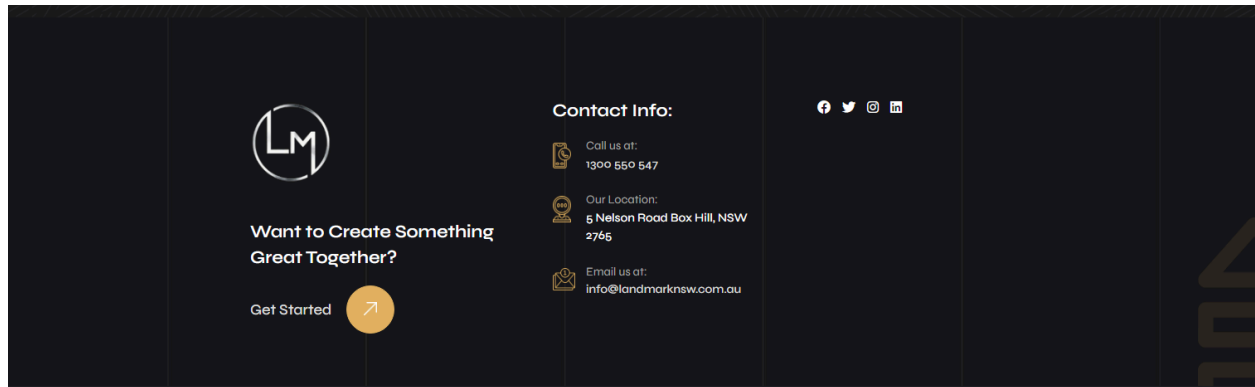 LM
Want to Create Something
Great Together?
Get Started
Contact Info:
Call us at:
1300 550 547
Our Location:
5 Nelson Road Box Hill, NSW
2765
Email us at:
info@landmarknsw.com.au